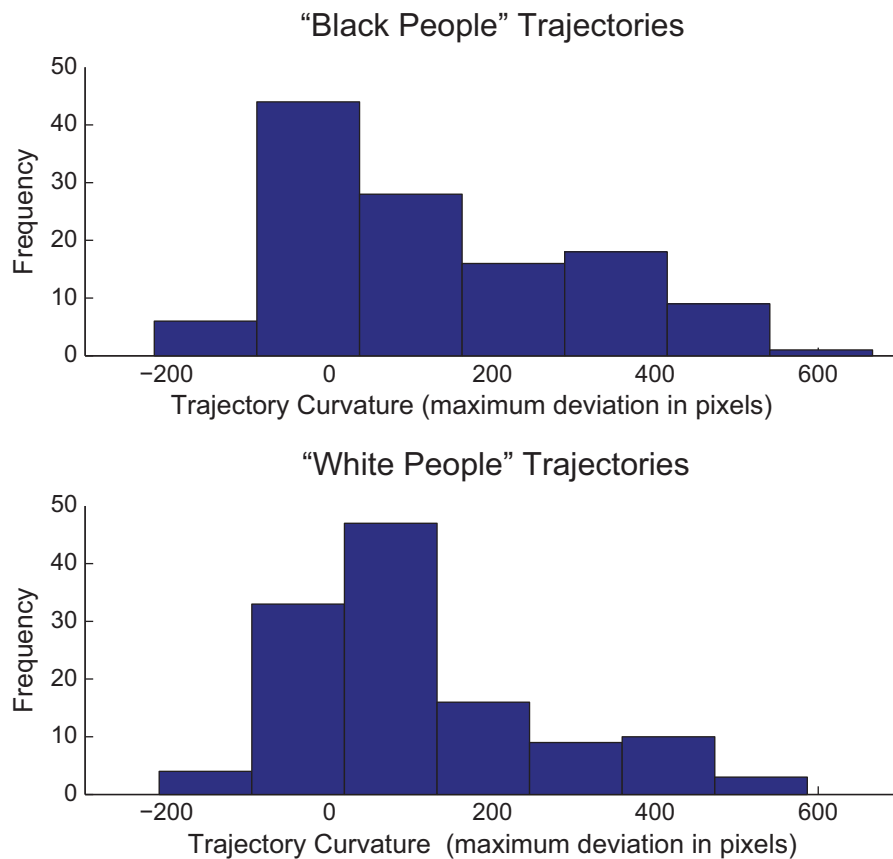 “Black People” Trajectories
50
40
30
20
10
0
Frequency
−200 0 200 400 600
Trajectory Curvature (maximum deviation in pixels)
“White People” Trajectories
50
40
30
20
10
0
Frequency
−200 0 200 400 600
Trajectory Curvature (maximum deviation in pixels)